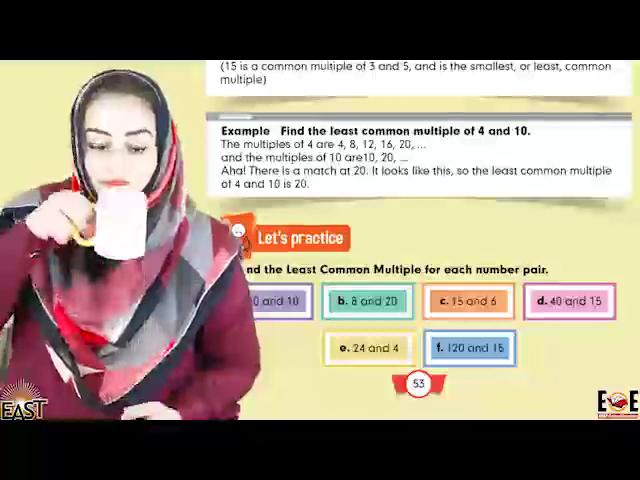 (15 is a common multiple of 3 and 5, and is the smallest, or least, common
multiple)
Example Find the least common multiple of 4 and 10.
The multiples of 4 are 4, 8, 12, 16, 20, ...
and the multiples of 10 are10, 20, ...
Aha! There is a match at 20. It looks like this, so the least common multiple
of 4 and 10 is 20.
Let's practice
nd the Least Common Multiple for each number pair.
0 and 10
b. 8 and 20
c. 15 and 6
d. 40 and 15
e. 24 and 4
f. 120 and 15
53
EAST